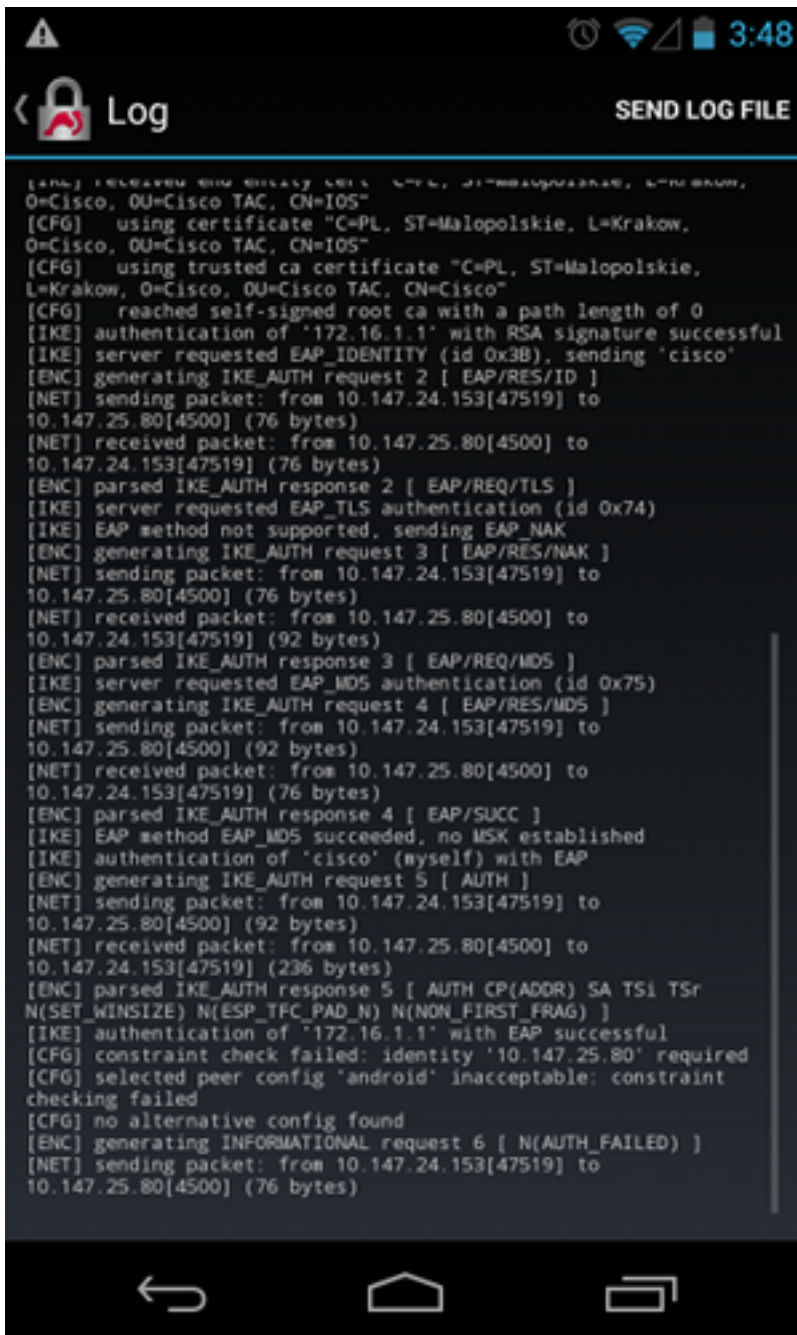 3:48
Log
SEND LOG FILE
[IKE] received end entity cert "C=PL, ST=Malopolskie, L=Krakow,
O=Cisco, OU=Cisco TAC, CN=IOS"
[CFG]   using certificate "C=PL, ST=Malopolskie, L=Krakow,
O=Cisco, OU=Cisco TAC, CN=IOS"
[CFG]   using trusted ca certificate "C=PL, ST=Malopolskie,
L=Krakow, O=Cisco, OU=Cisco TAC, CN=Cisco"
[CFG]   reached self-signed root ca with a path length of 0
[IKE] authentication of '172.16.1.1' with RSA signature successful
[IKE] server requested EAP_IDENTITY (id 0x3B), sending 'cisco'
[ENC] generating IKE_AUTH request 2 [ EAP/RES/ID ]
[NET] sending packet: from 10.147.24.153[47519] to
10.147.25.80[4500] (76 bytes)
[NET] received packet: from 10.147.25.80[4500] to
10.147.24.153[47519] (76 bytes)
[ENC] parsed IKE_AUTH response 2 [ EAP/REQ/TLS ]
[IKE] server requested EAP_TLS authentication (id 0x74)
[IKE] EAP method not supported, sending EAP_NAK
[ENC] generating IKE_AUTH request 3 [ EAP/RES/NAK ]
[NET] sending packet: from 10.147.24.153[47519] to
10.147.25.80[4500] (76 bytes)
[NET] received packet: from 10.147.25.80[4500] to
10.147.24.153[47519] (92 bytes)
[ENC] parsed IKE_AUTH response 3 [ EAP/REQ/MD5 ]
[IKE] server requested EAP_MD5 authentication (id 0x75)
[ENC] generating IKE_AUTH request 4 [ EAP/RES/MD5 ]
[NET] sending packet: from 10.147.24.153[47519] to
10.147.25.80[4500] (92 bytes)
[NET] received packet: from 10.147.25.80[4500] to
10.147.24.153[47519] (76 bytes)
[ENC] parsed IKE_AUTH response 4 [ EAP/SUCC ]
[IKE] EAP method EAP_MD5 succeeded, no MSK established
[IKE] authentication of 'cisco' (myself) with EAP
[ENC] generating IKE_AUTH request 5 [ AUTH ]
[NET] sending packet: from 10.147.24.153[47519] to
10.147.25.80[4500] (92 bytes)
[NET] received packet: from 10.147.25.80[4500] to
10.147.24.153[47519] (236 bytes)
[ENC] parsed IKE_AUTH response 5 [ AUTH CP(ADDR) SA TSi TSr
N(SET_WINSIZE) N(ESP_TFC_PAD_N) N(NON_FIRST_FRAG) ]
[IKE] authentication of '172.16.1.1' with EAP successful
[CFG] constraint check failed: identity '10.147.25.80' required
[CFG] selected peer config 'android' inacceptable: constraint
checking failed
[CFG] no alternative config found
[ENC] generating INFORMATIONAL request 6 [ N(AUTH_FAILED) ]
[NET] sending packet: from 10.147.24.153[47519] to
10.147.25.80[4500] (76 bytes)